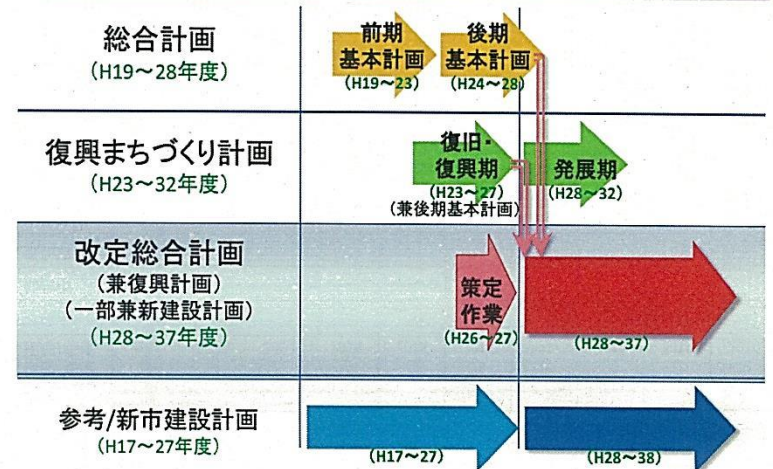 総合計画
(H19～28年度)
前期
基本計画
(H19～23)
後期
基本計画
(H24～28)
復興まちづくり計画
(H23～32年度)
復旧・
復興期
(H23～27)
(兼後期基本計画)
発展期
(H28～32)
改定総合計画
(兼復興計画)
(一部兼新建設計画)
(H28～37年度)
策定
作業
(H26～27)
(H28～37)
参考/新市建設計画
(H17～27年度)
(H17～27)
(H28～38)